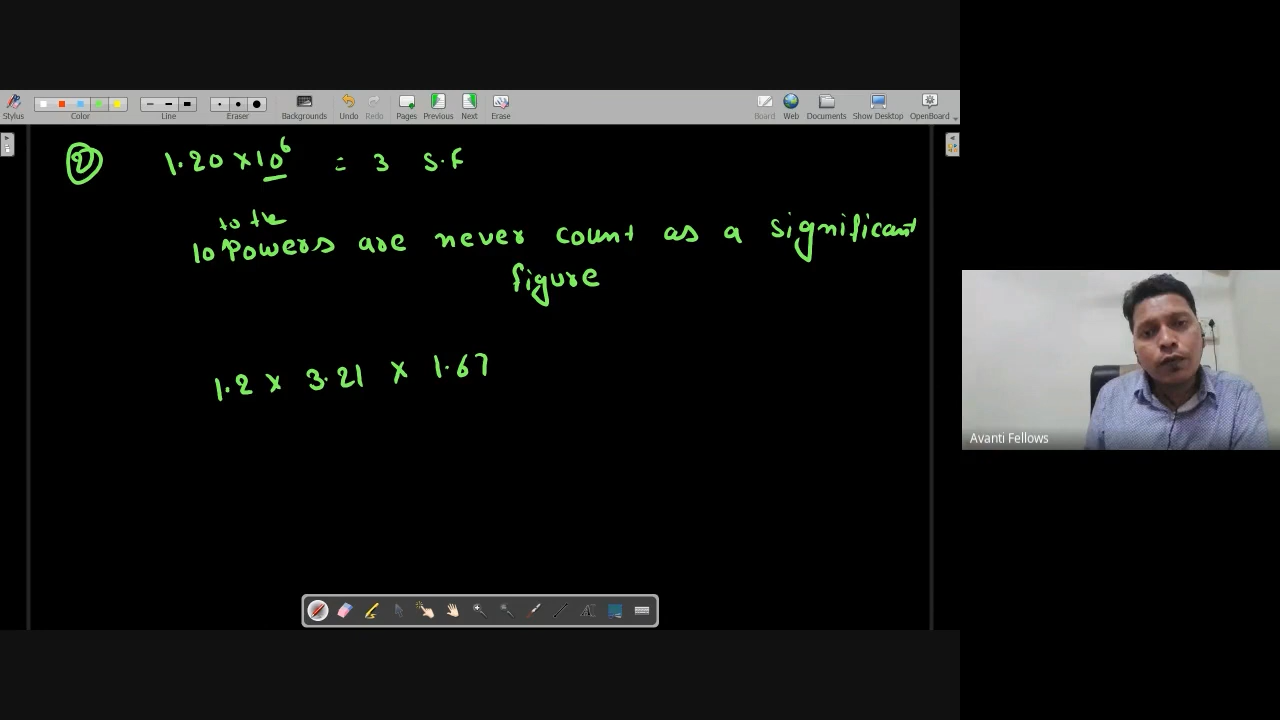 Stylus
Color
Line
Eraser
Backgrounds
Undo
Redo
Pages
Previous
Next
Erase
Board
Web
Documents
Show Desktop
OpenBoard
② 1.20 × 10⁶ = 3 S.F
to the
10 Powers are never count as a significant
figure
1.2 × 3.21 × 1.67
Avanti Fellows